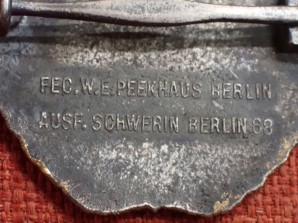 FEC. W. E. PEEKHAUS BERLIN
AUSF. SCHWERIN BERLIN 68